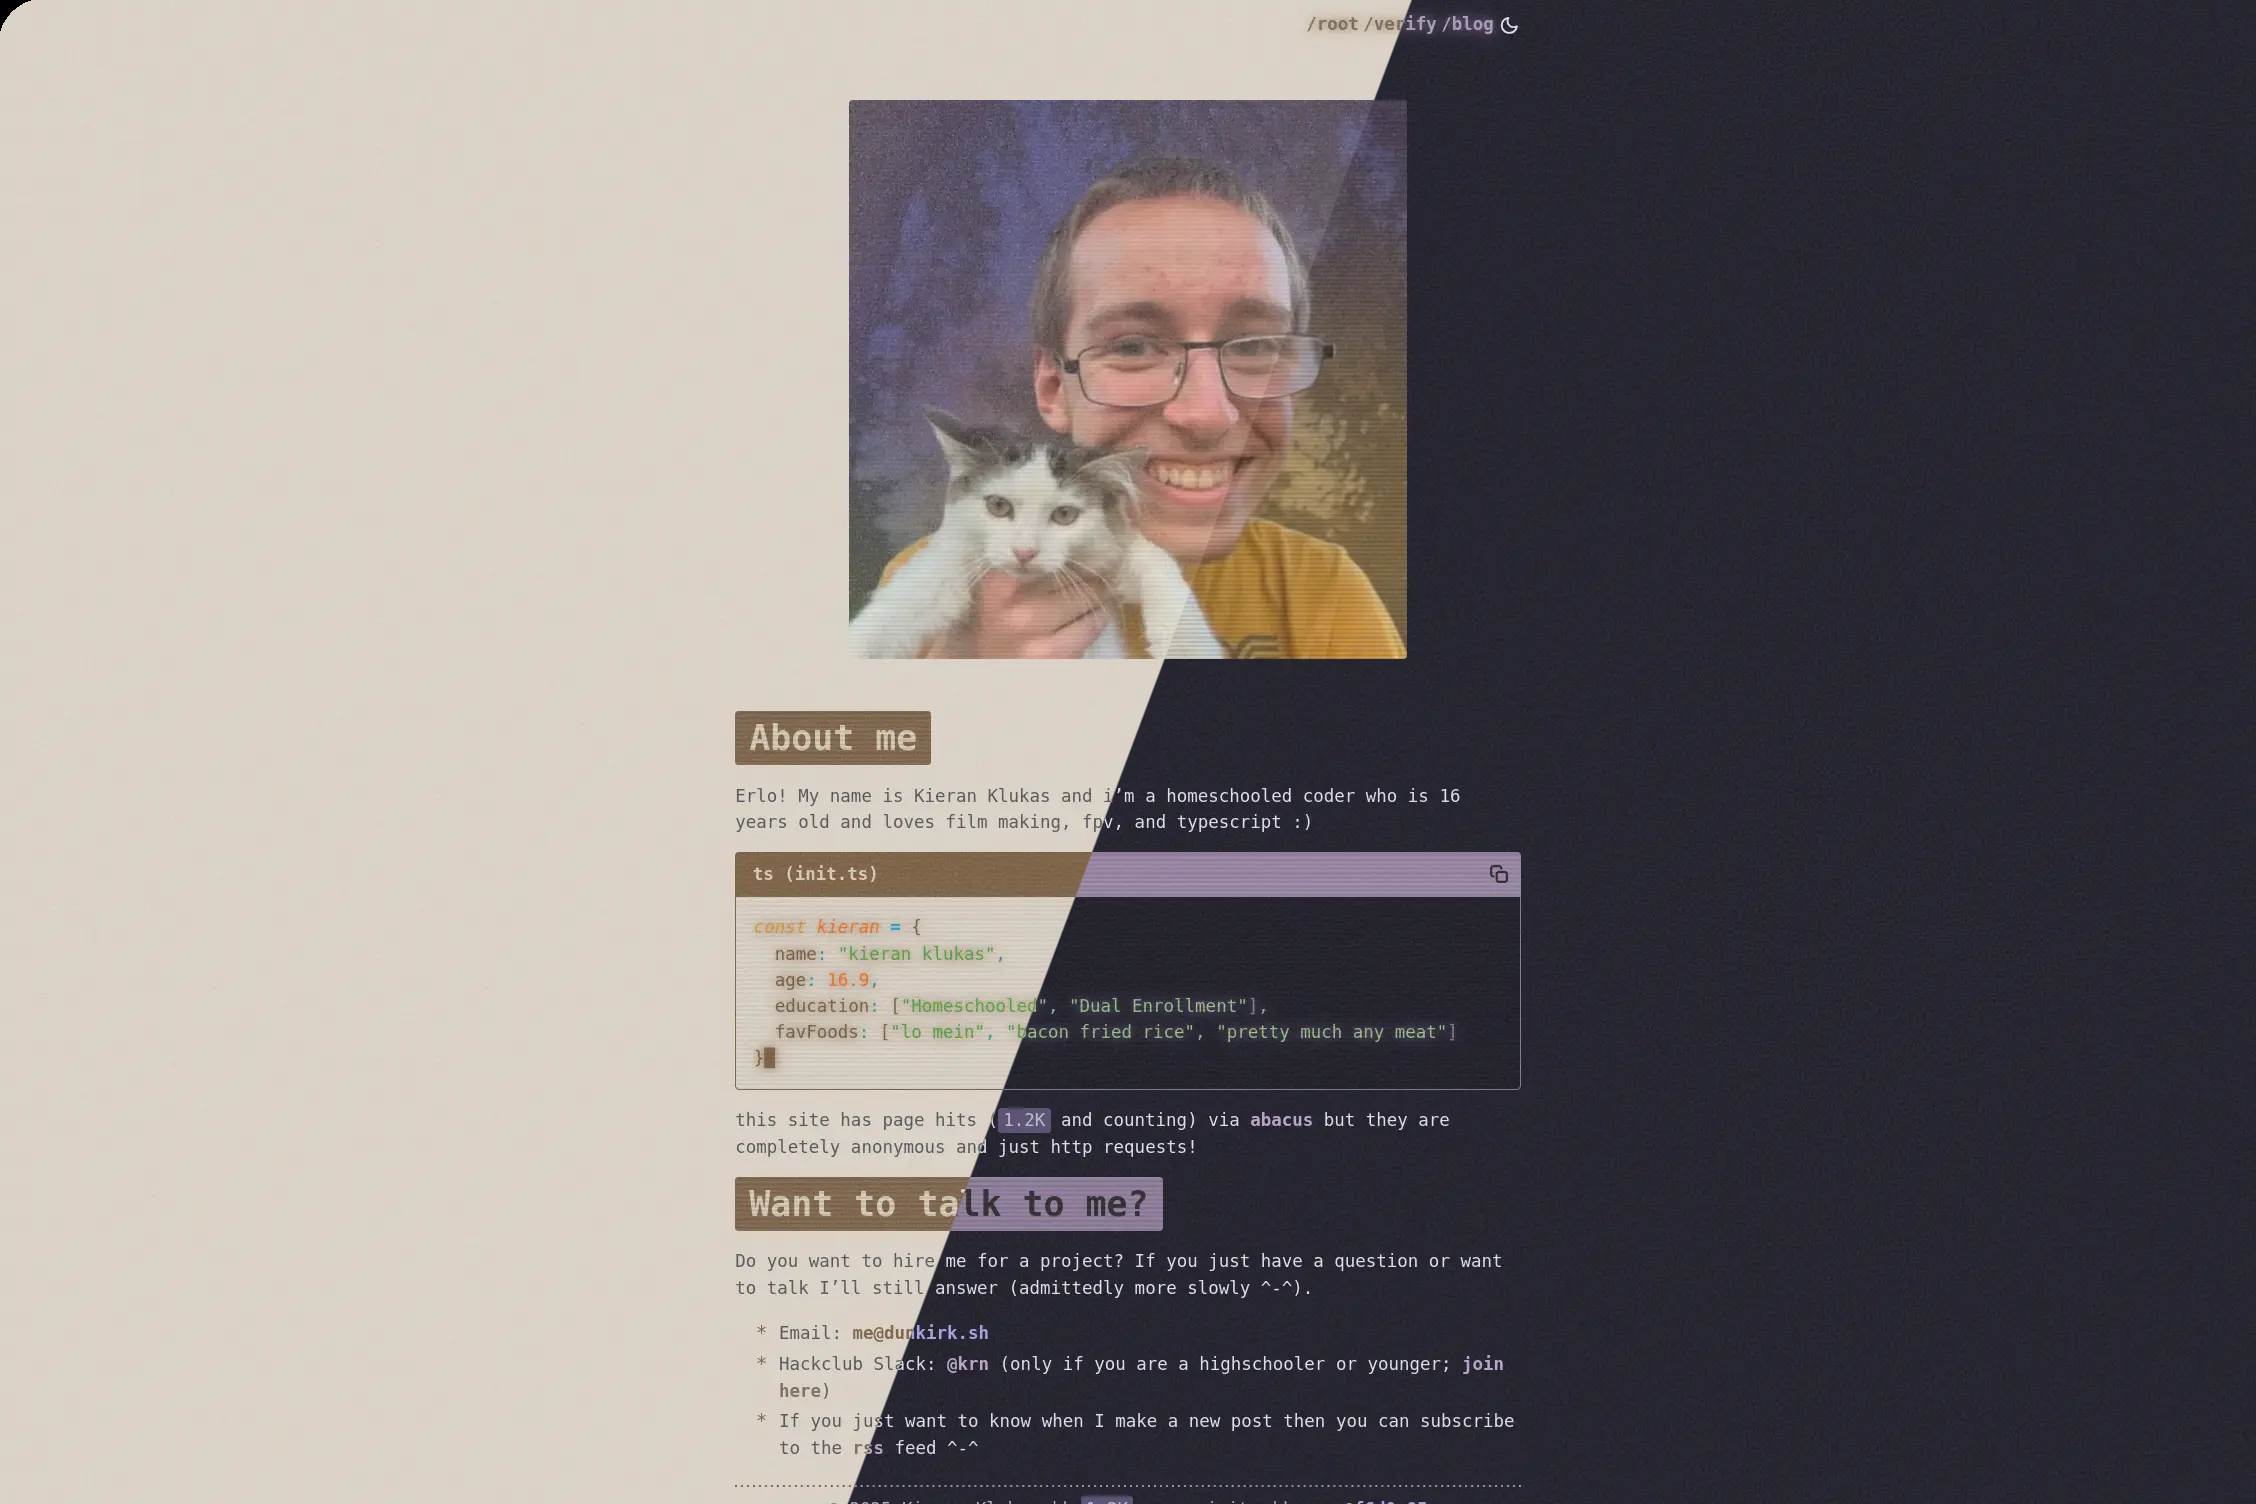 /root /verify /blog
About me
Erlo! My name is Kieran Klukas and i’m a homeschooled coder who is 16
years old and loves film making, fpv, and typescript :)
ts (init.ts)
const kieran = {
name: "kieran klukas",
age: 16.9,
education: ["Homeschooled", "Dual Enrollment"],
favFoods: ["lo mein", "bacon fried rice", "pretty much any meat"]
}
this site has page hits (1.2K and counting) via abacus but they are
completely anonymous and just http requests!
Want to talk to me?
Do you want to hire me for a project? If you just have a question or want
to talk I’ll still answer (admittedly more slowly ^-^).
* Email: me@dunkirk.sh
* Hackclub Slack: @krn (only if you are a highschooler or younger; join
here)
* If you just want to know when I make a new post then you can subscribe
to the rss feed ^-^